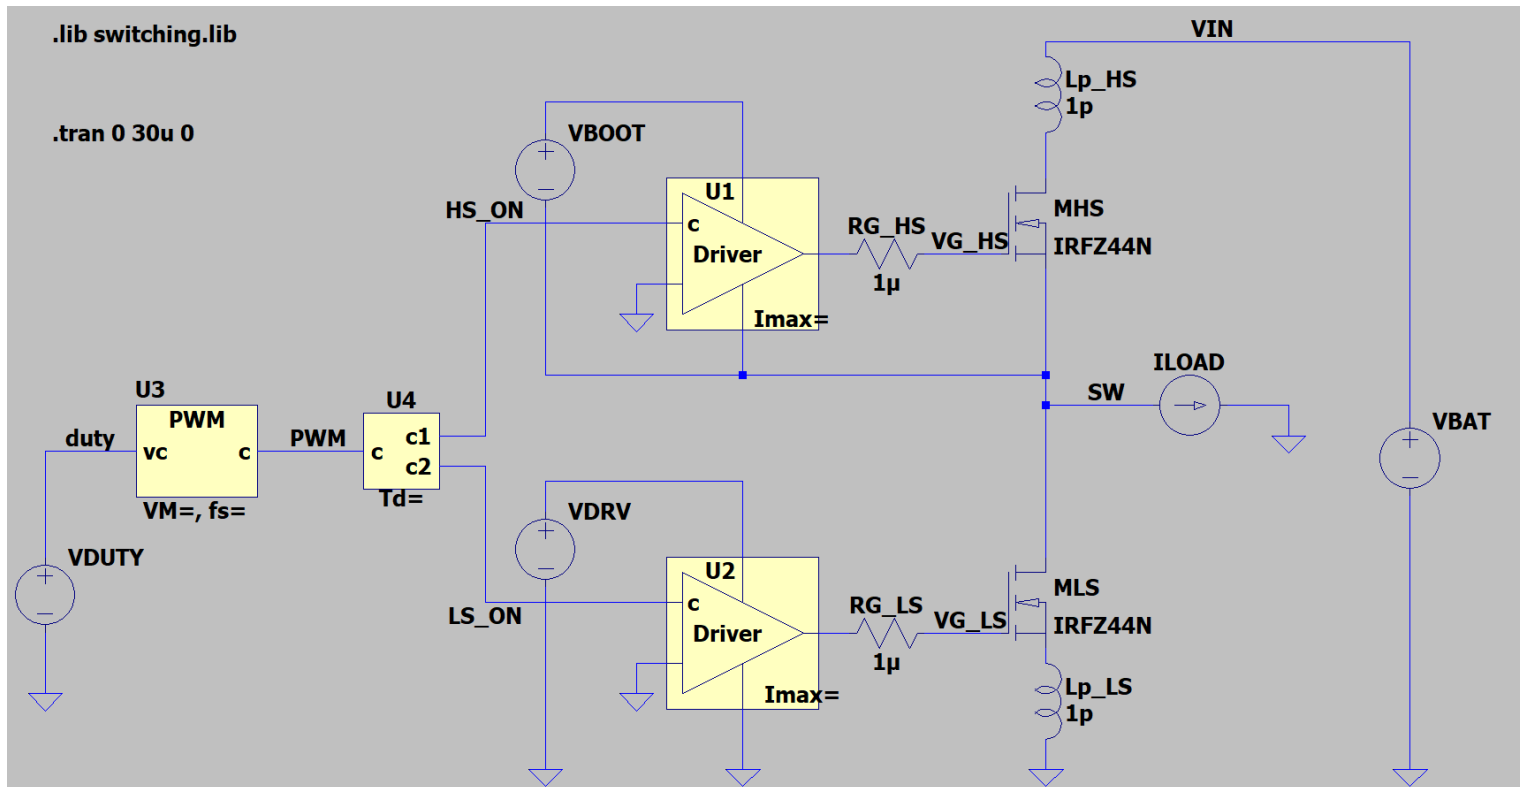 .lib switching.lib
.tran 0 30u 0
VIN
Lp_HS
1p
VBOOT
U1
HS_ON
c
Driver
Imax=
RG_HS
1µ
VG_HS
MHS
IRFZ44N
ILOAD
SW
VBAT
U3
PWM
vc
c
VM=, fs=
duty
VDUTY
PWM
U4
c
c1
c2
Td=
VDRV
U2
LS_ON
c
Driver
Imax=
RG_LS
1µ
VG_LS
MLS
IRFZ44N
Lp_LS
1p